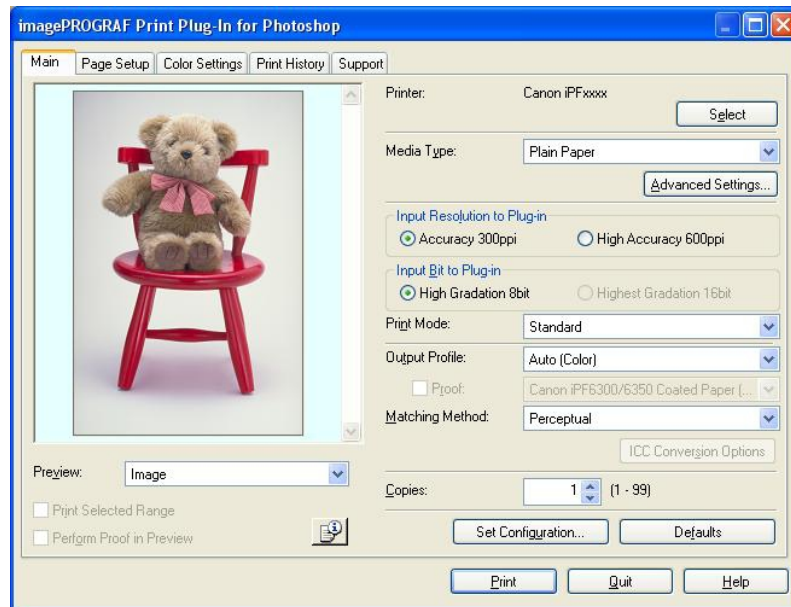 imagePROGRAF Print Plug-In for Photoshop
Main Page Setup Color Settings Print History Support
Printer: Canon iPFxxxx
Select
Media Type: Plain Paper
Advanced Settings...
Input Resolution to Plug-in
Accuracy 300ppi High Accuracy 600ppi
Input Bit to Plug-in
High Gradation 8bit Highest Gradation 16bit
Print Mode: Standard
Output Profile: Auto (Color)
Proof: Canon iPF6300/6350 Coated Paper (...
Matching Method: Perceptual
ICC Conversion Options
Preview: Image
Copies: 1 (1 - 99)
Print Selected Range
Perform Proof in Preview
Set Configuration... Defaults
Print Quit Help